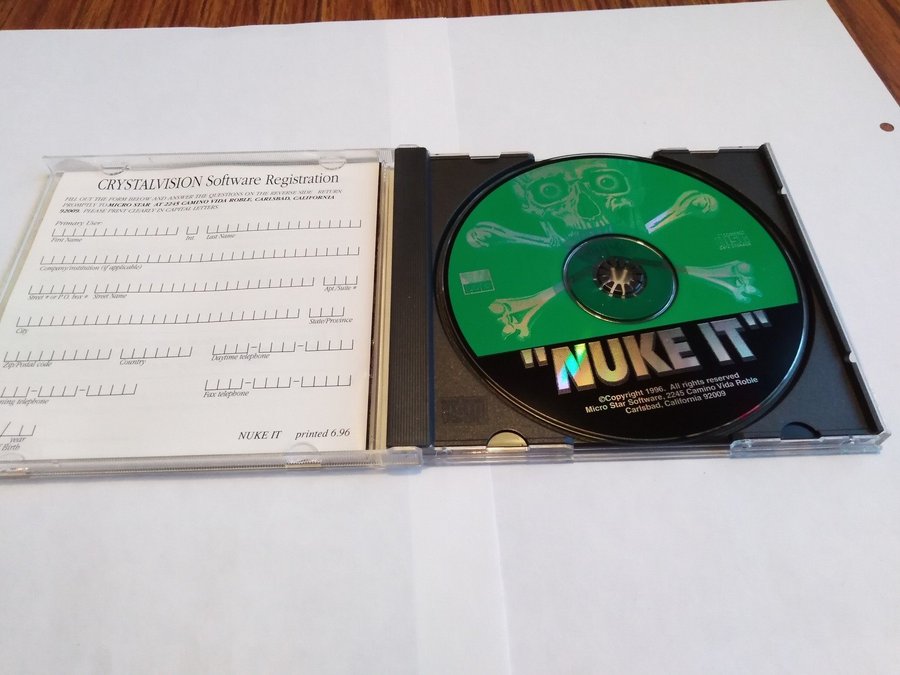 CRYSTALVISION Software Registration
FILL OUT THE FORM BELOW AND ANSWER THE QUESTIONS ON THE REVERSE SIDE. RETURN
PROMPTLY TO MICRO STAR AT 2245 CAMINO VIDA ROBLE, CARLSBAD, CALIFORNIA
92009. PLEASE PRINT CLEARLY IN CAPITAL LETTERS.
Primary User:
First Name Int Last Name
Company/institution (if applicable)
Street # or P.O. box # Street Name Apt/Suite #
City State/Province
Zip/Postal code Country Daytime telephone
telephone Fax telephone
year
Birth
NUKE IT printed 6.96
"NUKE IT"
©Copyright 1996. All rights reserved
Micro Star Software, 2245 Camino Vida Roble
Carlsbad, California 92009